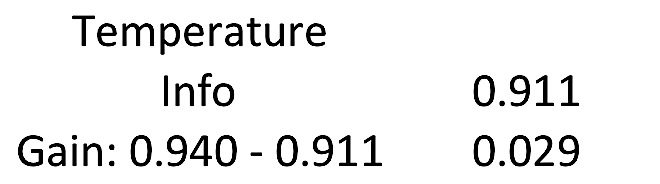 Temperature
Info 0.911
Gain: 0.940 - 0.911 0.029